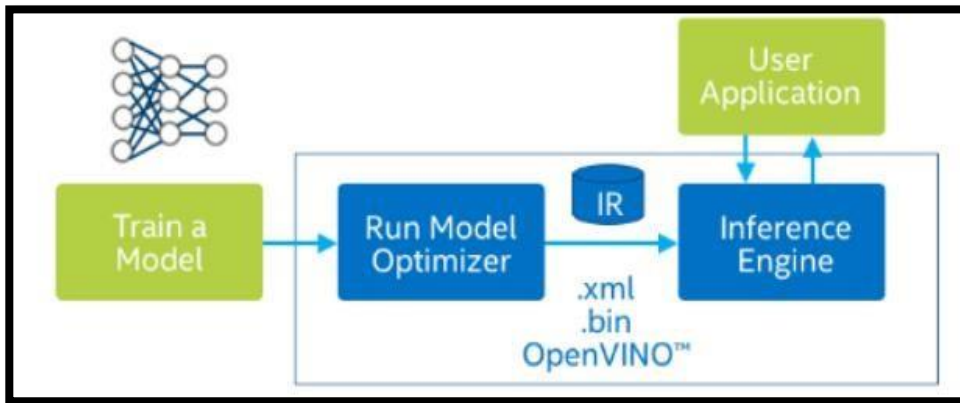 User
Application
Train a
Model
Run Model
Optimizer
IR
.xml
.bin
OpenVINO™
Inference
Engine